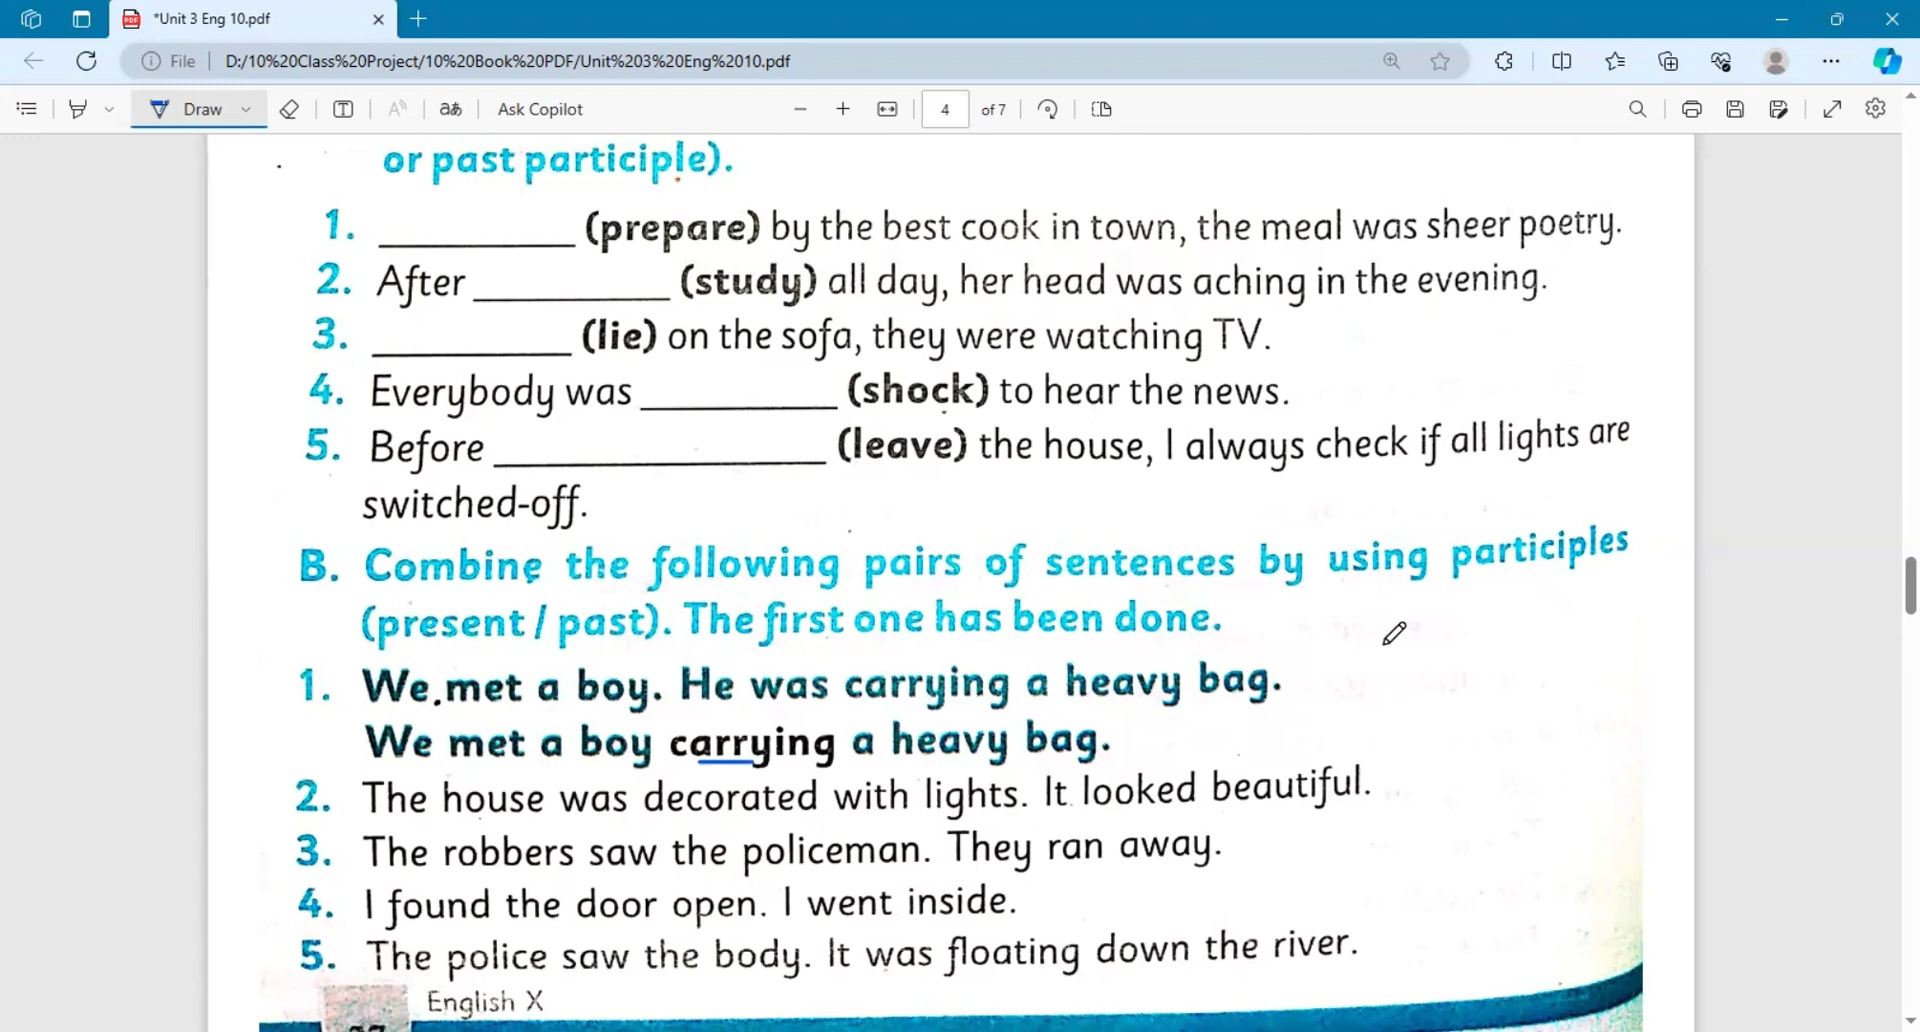 *Unit 3 Eng 10.pdf
File
D:/10%20Class%20Project/10%20Book%20PDF/Unit%203%20Eng%2010.pdf
Draw
aあ
Ask Copilot
4
of 7
or past participle).
1. __________ (prepare) by the best cook in town, the meal was sheer poetry.
2. After __________ (study) all day, her head was aching in the evening.
3. __________ (lie) on the sofa, they were watching TV.
4. Everybody was __________ (shock) to hear the news.
5. Before _________________ (leave) the house, I always check if all lights are
switched-off.
B. Combine the following pairs of sentences by using participles
(present / past). The first one has been done.
1. We met a boy. He was carrying a heavy bag.
We met a boy carrying a heavy bag.
2. The house was decorated with lights. It looked beautiful.
3. The robbers saw the policeman. They ran away.
4. I found the door open. I went inside.
5. The police saw the body. It was floating down the river.
English X